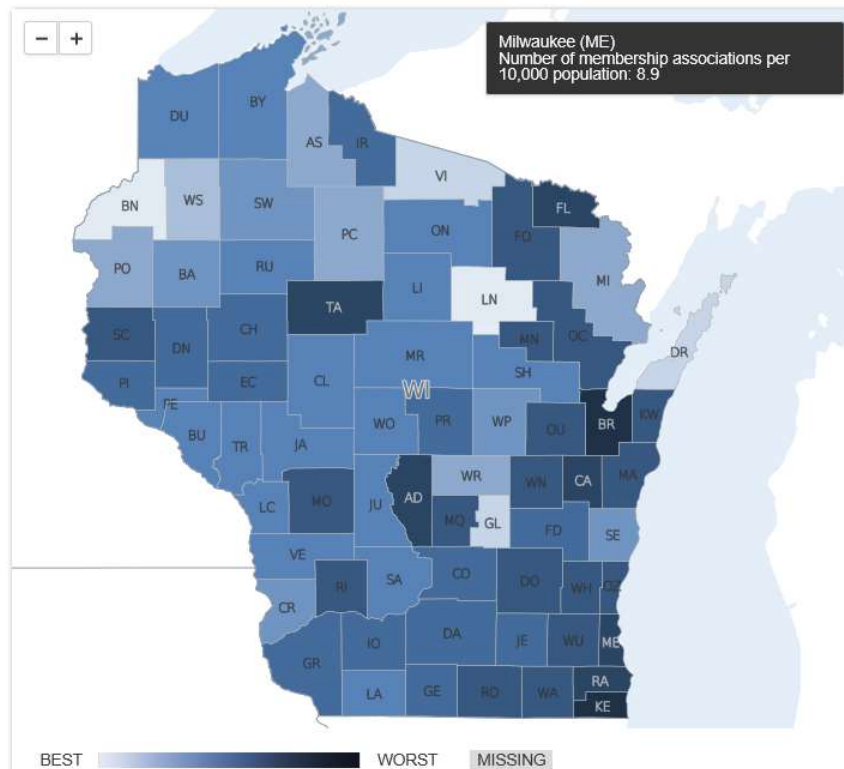 − +
Milwaukee (ME)
Number of membership associations per
10,000 population: 8.9
DU
BY
AS
IR
VI
BN
WS
SW
PC
ON
FO
FL
PO
BA
RU
LI
LN
MI
TA
SC
DN
CH
MN
OC
DR
MR
SH
PI
EC
CL
WI
PE
BU
TR
JA
WO
PR
WP
OU
BR
KW
LC
MO
JU
AD
WR
MQ
GL
WN
CA
MA
VE
FD
SE
CR
RI
SA
CO
DO
WH
OZ
GR
IO
DA
JE
WU
ME
LA
GE
RO
WA
RA
KE
BEST WORST MISSING